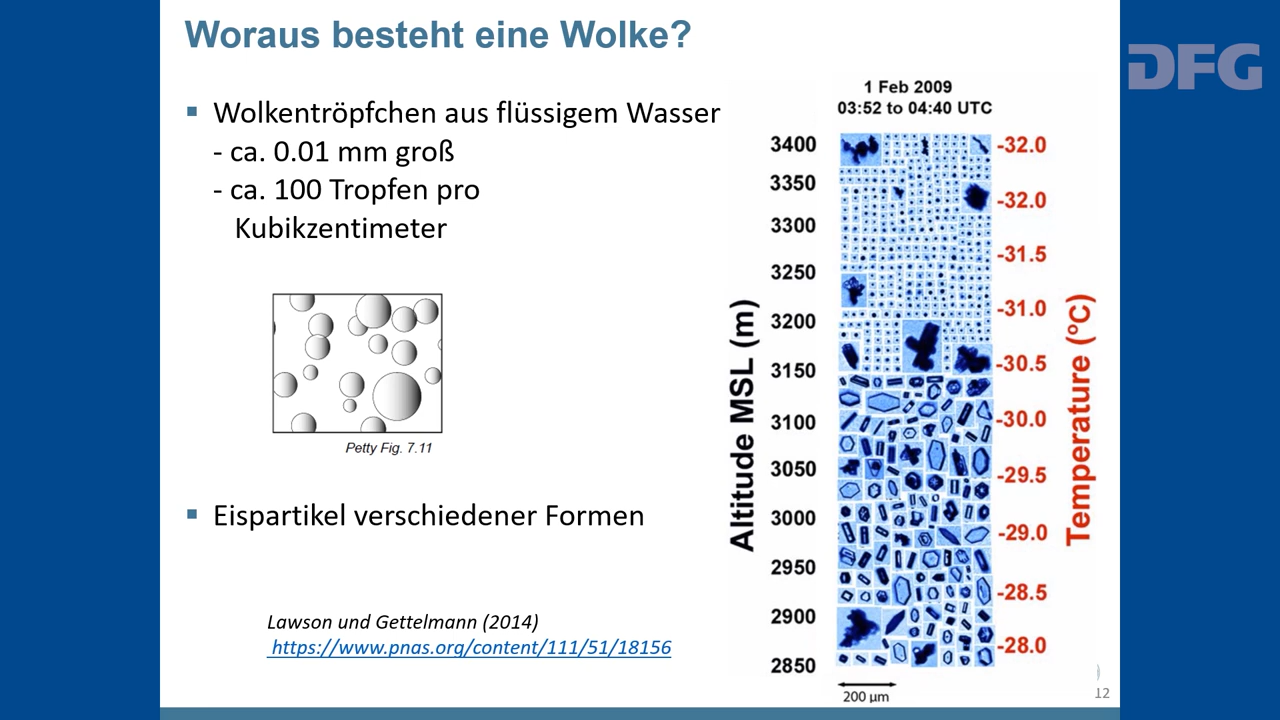 Woraus besteht eine Wolke?
DFG
Wolkentröpfchen aus flüssigem Wasser
- ca. 0.01 mm groß
- ca. 100 Tropfen pro
Kubikzentimeter
Petty Fig. 7.11
Eispartikel verschiedener Formen
Lawson und Gettelmann (2014)
https://www.pnas.org/content/111/51/18156
1 Feb 2009
03:52 to 04:40 UTC
Altitude MSL (m)
3400
3350
3300
3250
3200
3150
3100
3050
3000
2950
2900
2850
-32.0
-32.0
-31.5
-31.0
-30.5
-30.0
-29.5
-29.0
-28.5
-28.0
Temperature (°C)
200 µm
12